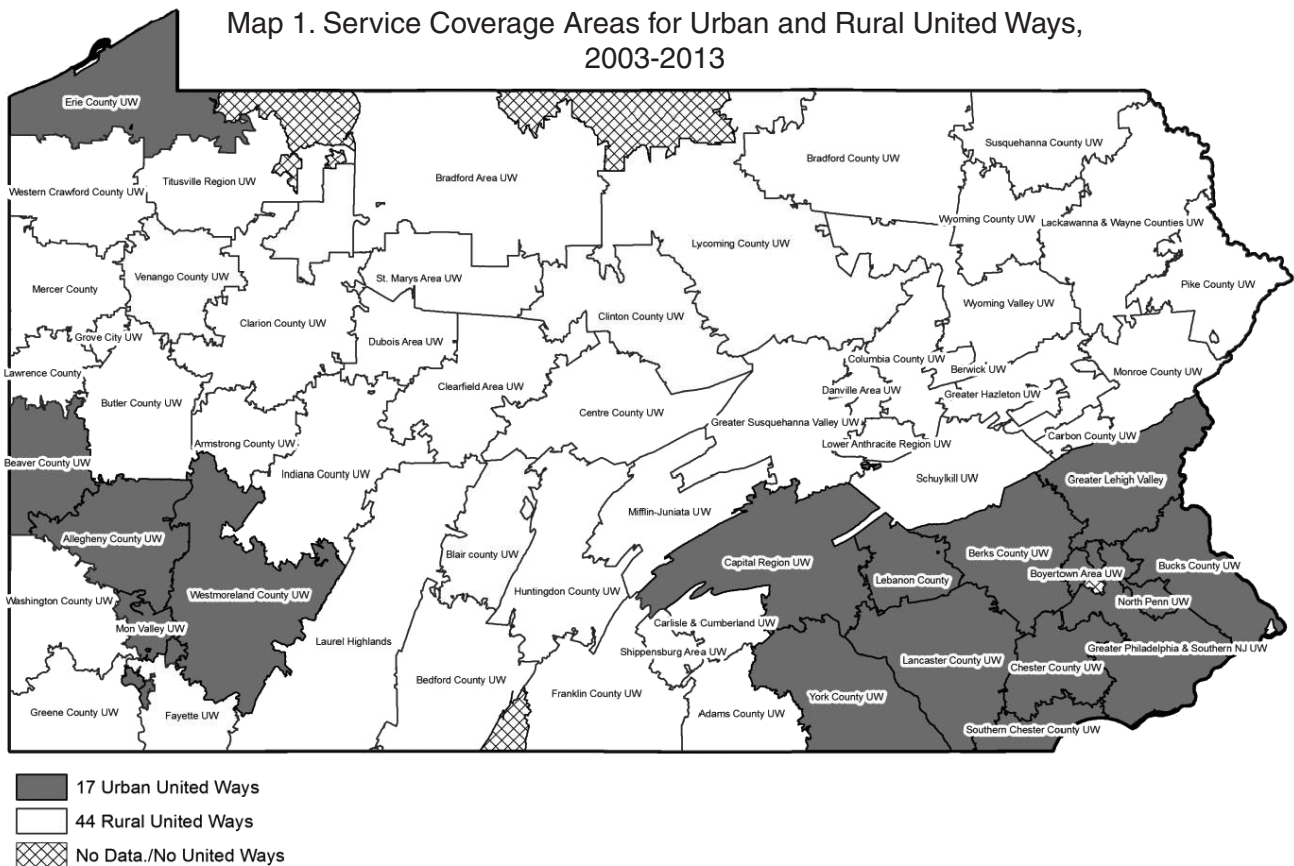 Map 1. Service Coverage Areas for Urban and Rural United Ways,
2003-2013
Erie County UW
Susquehanna County UW
Bradford County UW
Bradford Area UW
Titusville Region UW
Western Crawford County UW
Wyoming County UW
Lackawanna & Wayne Counties UW
Lycoming County UW
Venango County UW
St. Marys Area UW
Mercer County
Pike County UW
Wyoming Valley UW
Clinton County UW
Clarion County UW
Grove City UW
Dubois Area UW
Columbia County UW
Berwick UW
Lawrence County
Monroe County UW
Clearfield Area UW
Danville Area UW
Greater Hazleton UW
Butler County UW
Centre County UW
Greater Susquehanna Valley UW
Carbon County UW
Armstrong County UW
Lower Anthracite Region UW
Beaver County UW
Indiana County UW
Schuylkill UW
Greater Lehigh Valley
Mifflin-Juniata UW
Allegheny County UW
Blair county UW
Berks County UW
Capital Region UW
Bucks County UW
Boyertown Area UW
Lebanon County
Huntingdon County UW
Westmoreland County UW
Washington County UW
North Penn UW
Carlisle & Cumberland UW
Mon Valley UW
Laurel Highlands
Greater Philadelphia & Southern NJ UW
Shippensburg Area UW
Lancaster County UW
Chester County UW
Bedford County UW
Franklin County UW
York County UW
Greene County UW
Fayette UW
Adams County UW
Southern Chester County UW
17 Urban United Ways
44 Rural United Ways
No Data./No United Ways